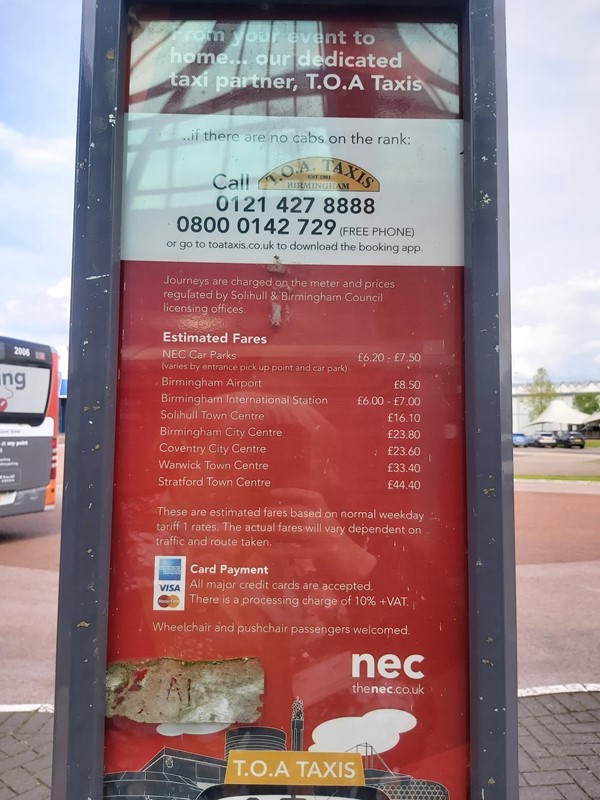 From your event to
home... our dedicated
taxi partner, T.O.A Taxis
...if there are no cabs on the rank:
Call T.O.A. TAXIS
EST 1981
BIRMINGHAM
0121 427 8888
0800 0142 729 (FREE PHONE)
or go to toataxis.co.uk to download the booking app.
Journeys are charged on the meter and prices
regulated by Solihull & Birmingham Council
licensing offices.
Estimated Fares
NEC Car Parks £6.20 - £7.50
(varies by entrance pick up point and car park)
Birmingham Airport £8.50
Birmingham International Station £6.00 - £7.00
Solihull Town Centre £16.10
Birmingham City Centre £23.80
Coventry City Centre £23.60
Warwick Town Centre £33.40
Stratford Town Centre £44.40
These are estimated fares based on normal weekday
tariff 1 rates. The actual fares will vary dependent on
traffic and route taken.
Card Payment
VISA
All major credit cards are accepted.
MasterCard
There is a processing charge of 10% +VAT.
Wheelchair and pushchair passengers welcomed.
nec
thenec.co.uk
A1
T.O.A TAXIS
2006
ing
at any point